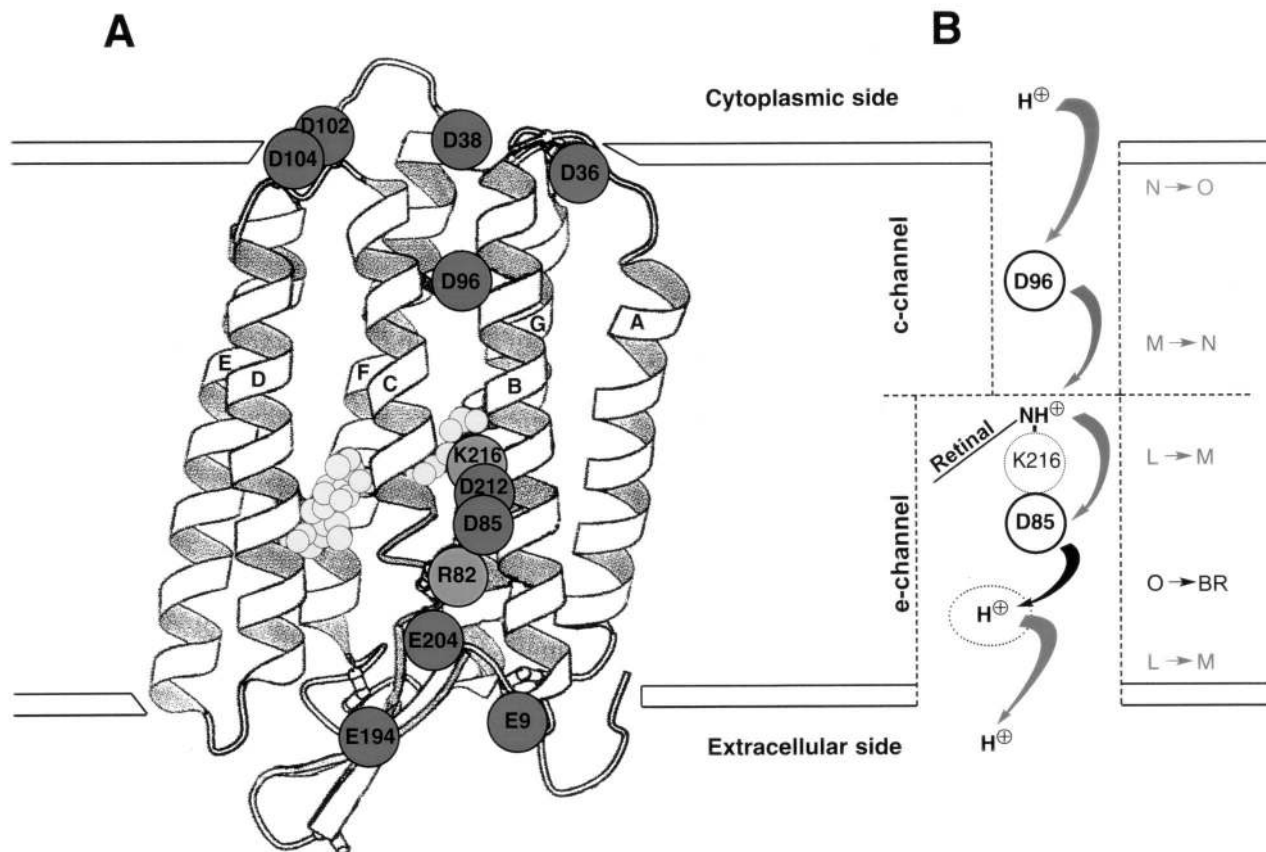 A
B
Cytoplasmic side
H⊕
D102
D104
D38
D36
N→O
D96
D96
c-channel
G
A
M→N
E
D
F
C
B
NH⊕
Retinal
K216
K216
L→M
D212
D85
D85
R82
e-channel
O→BR
H⊕
E204
L→M
E9
E194
Extracellular side
H⊕